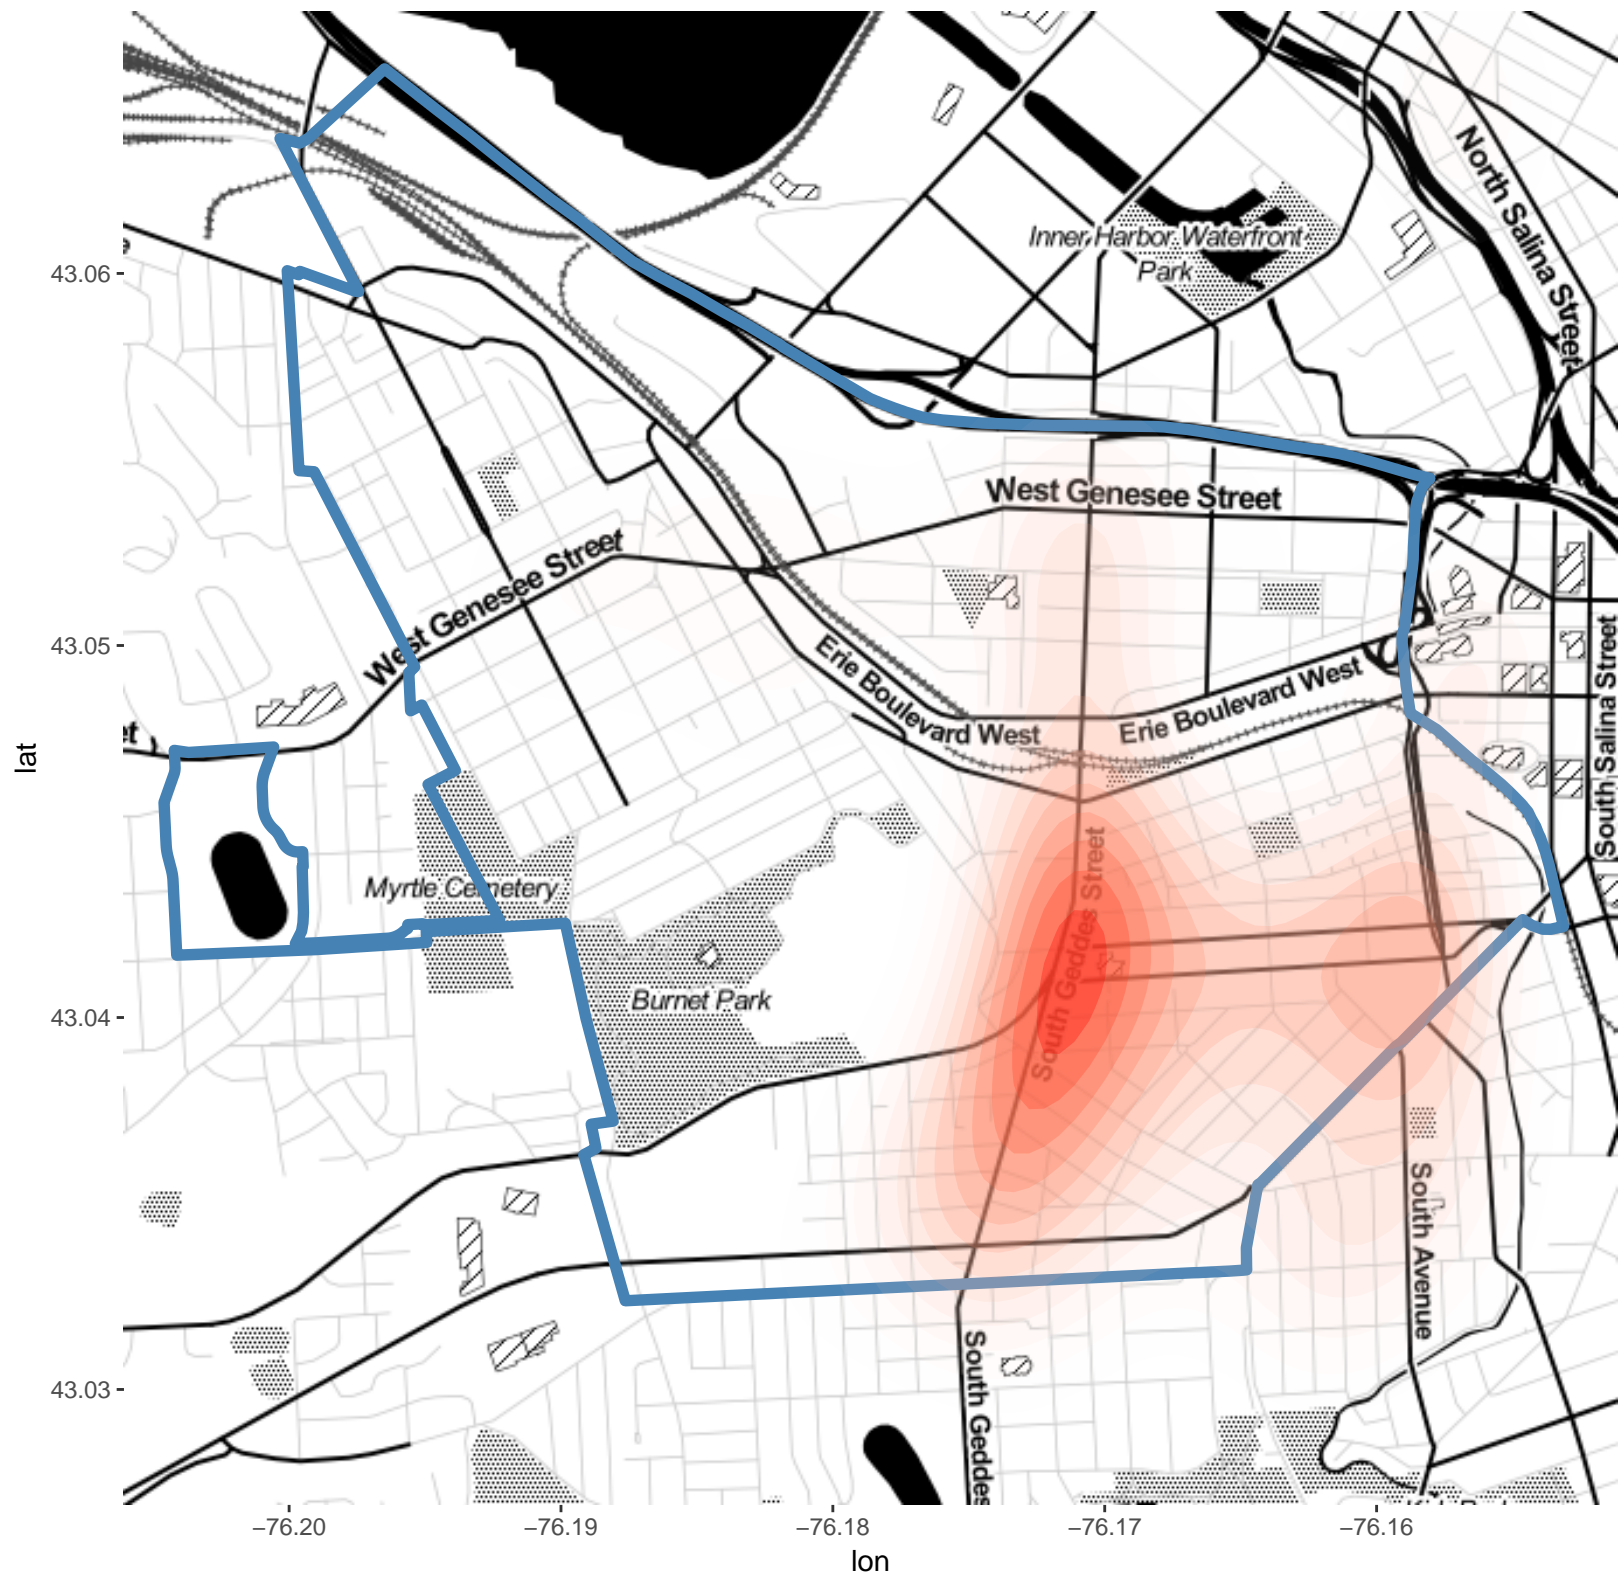 North Salina Street
Inner Harbor Waterfront
Park
43.06
West Genesee Street
West Genesee Street
43.05
Erie Boulevard West
Erie Boulevard West
South Salina Street
et
lat
Myrtle Cemetery
South Geddes Street
Burnet Park
43.04
South Avenue
43.03
South Geddes
−76.20
−76.19
−76.18
−76.17
−76.16
lon